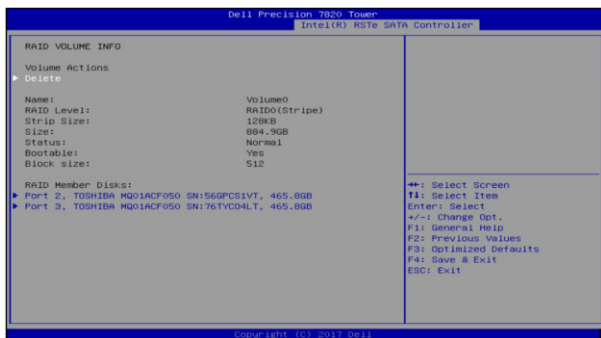 Dell Precision 7820 Tower
Intel(R) RSTe SATA Controller
RAID VOLUME INFO
Volume Actions
Delete
Name: Volume0
RAID Level: RAID0(Stripe)
Strip Size: 128KB
Size: 884.9GB
Status: Normal
Bootable: Yes
Block size: 512
RAID Member Disks:
Port 2, TOSHIBA MQ01ACF050 SN:56GPCS1VT, 465.8GB
Port 3, TOSHIBA MQ01ACF050 SN:76TYCO4LT, 465.8GB
→←: Select Screen
↑↓: Select Item
Enter: Select
+/-: Change Opt.
F1: General Help
F2: Previous Values
F3: Optimized Defaults
F4: Save & Exit
ESC: Exit
Copyright (C) 2017 Dell